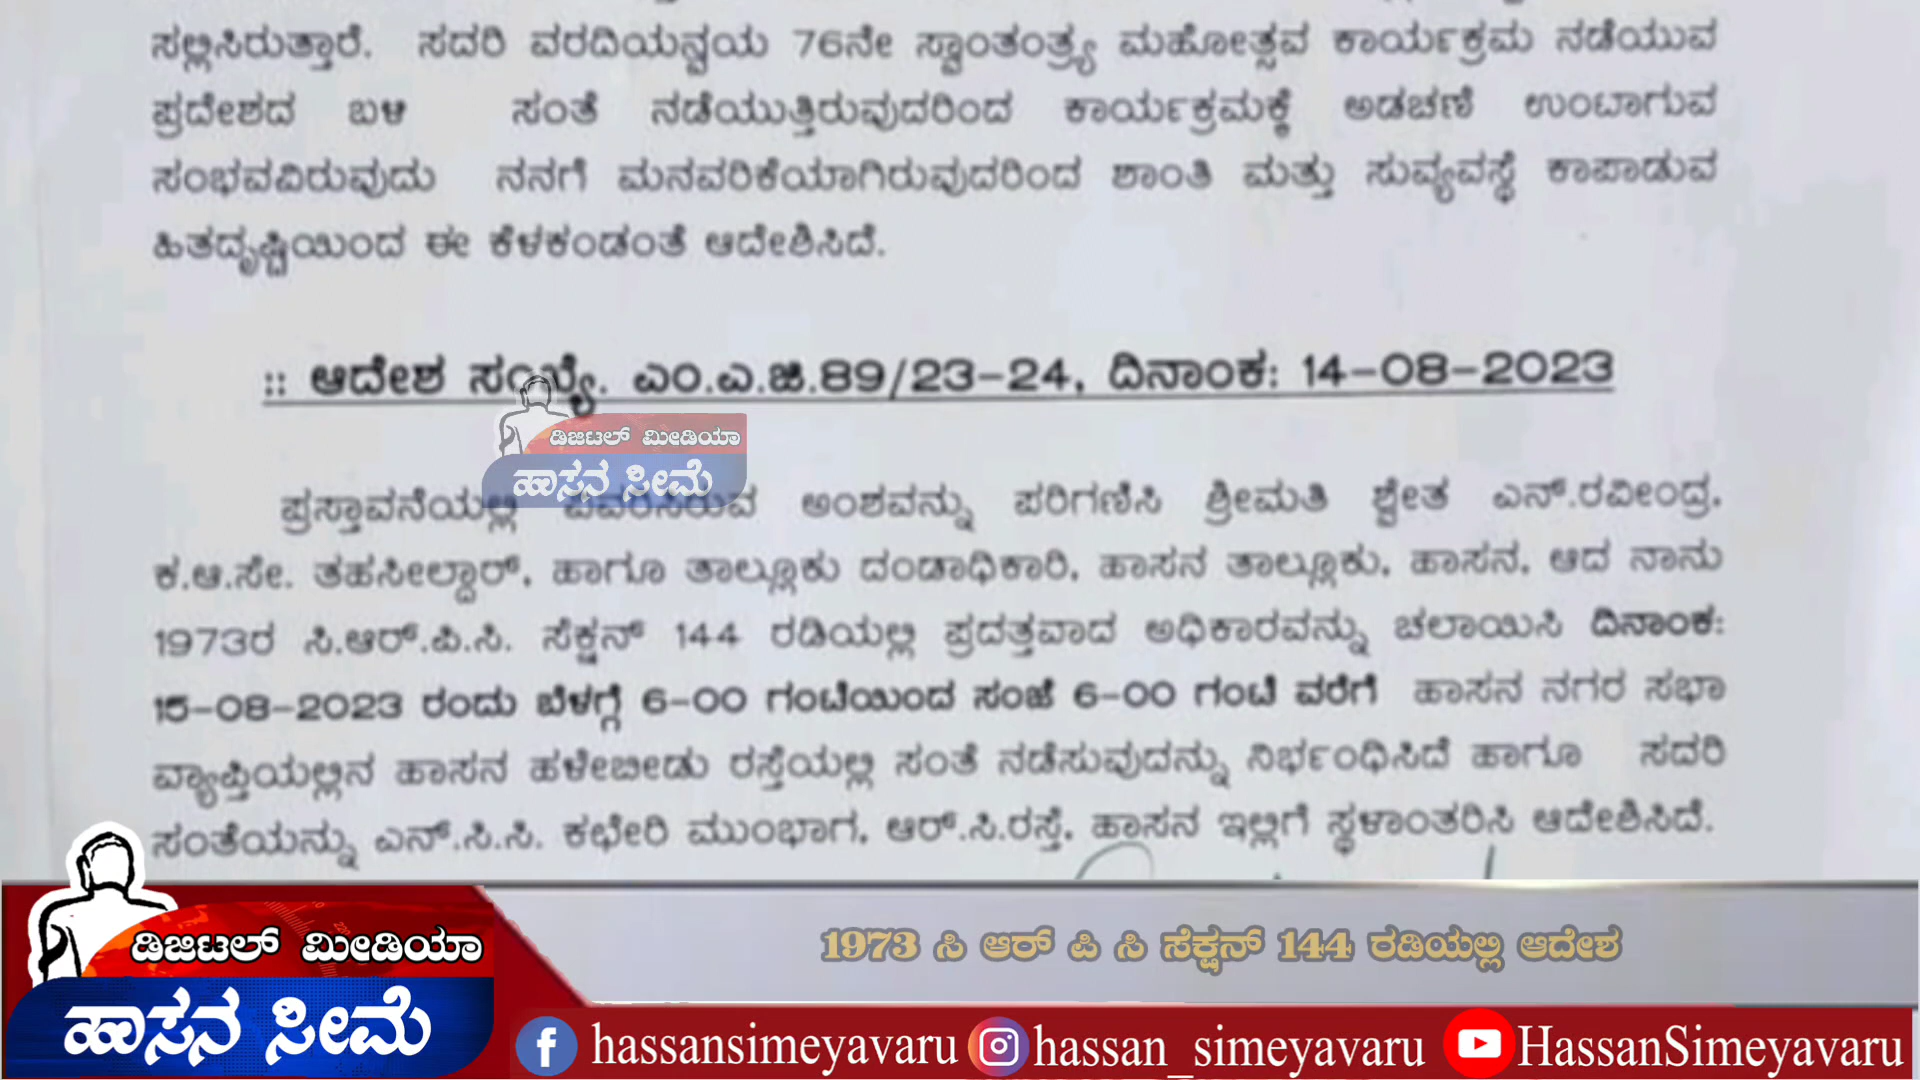 ಸಲ್ಲಿಸಿರುತ್ತಾರೆ. ಸದರಿ ವರದಿಯನ್ವಯ 76ನೇ ಸ್ವಾಂತಂತ್ರ್ಯ ಮಹೋತ್ಸವ ಕಾರ್ಯಕ್ರಮ ನಡೆಯುವ
ಪ್ರದೇಶದ ಬಳಿ ಸಂತೆ ನಡೆಯುತ್ತಿರುವುದರಿಂದ ಕಾರ್ಯಕ್ರಮಕ್ಕೆ ಅಡಚಣೆ ಉಂಟಾಗುವ
ಸಂಭವವಿರುವುದು ನನಗೆ ಮನವರಿಕೆಯಾಗಿರುವುದರಿಂದ ಶಾಂತಿ ಮತ್ತು ಸುವ್ಯವಸ್ಥೆ ಕಾಪಾಡುವ
ಹಿತದೃಷ್ಟಿಯಿಂದ ಈ ಕೆಳಕಂಡಂತೆ ಆದೇಶಿಸಿದೆ.
:: ಆದೇಶ ಸಂಖ್ಯೆ. ಎಂ.ಎ.ಜಿ.89/23-24, ದಿನಾಂಕ: 14-08-2023
ಡಿಜಿಟಲ್ ಮೀಡಿಯಾ
ಹಾಸನ ಸೀಮೆ
ಪ್ರಸ್ತಾವನೆಯಲ್ಲಿ ವಿವರಿಸಿರುವ ಅಂಶವನ್ನು ಪರಿಗಣಿಸಿ ಶ್ರೀಮತಿ ಶ್ವೇತ ಎನ್.ರವೀಂದ್ರ,
ಕ.ಆ.ಸೇ. ತಹಸೀಲ್ದಾರ್, ಹಾಗೂ ತಾಲ್ಲೂಕು ದಂಡಾಧಿಕಾರಿ, ಹಾಸನ ತಾಲ್ಲೂಕು, ಹಾಸನ, ಆದ ನಾನು
1973ರ ಸಿ.ಆರ್.ಪಿ.ಸಿ. ಸೆಕ್ಷನ್ 144 ರಡಿಯಲ್ಲಿ ಪ್ರದತ್ತವಾದ ಅಧಿಕಾರವನ್ನು ಚಲಾಯಿಸಿ ದಿನಾಂಕ:
15-08-2023 ರಂದು ಬೆಳಗ್ಗೆ 6-00 ಗಂಟೆಯಿಂದ ಸಂಜೆ 6-00 ಗಂಟೆ ವರೆಗೆ ಹಾಸನ ನಗರ ಸಭಾ
ವ್ಯಾಪ್ತಿಯಲ್ಲಿನ ಹಾಸನ ಹಳೇಬೀಡು ರಸ್ತೆಯಲ್ಲಿ ಸಂತೆ ನಡೆಸುವುದನ್ನು ನಿರ್ಭಂಧಿಸಿದೆ ಹಾಗೂ ಸದರಿ
ಸಂತೆಯನ್ನು ಎನ್.ಸಿ.ಸಿ. ಕಛೇರಿ ಮುಂಭಾಗ, ಆರ್.ಸಿ.ರಸ್ತೆ, ಹಾಸನ ಇಲ್ಲಿಗೆ ಸ್ಥಳಾಂತರಿಸಿ ಆದೇಶಿಸಿದೆ.
1973 ಸಿ ಆರ್ ಪಿ ಸಿ ಸೆಕ್ಷನ್ 144 ರಡಿಯಲ್ಲಿ ಆದೇಶ
ಡಿಜಿಟಲ್ ಮೀಡಿಯಾ
ಹಾಸನ ಸೀಮೆ
hassansimeyavaru hassan_simeyavaru HassanSimeyavaru